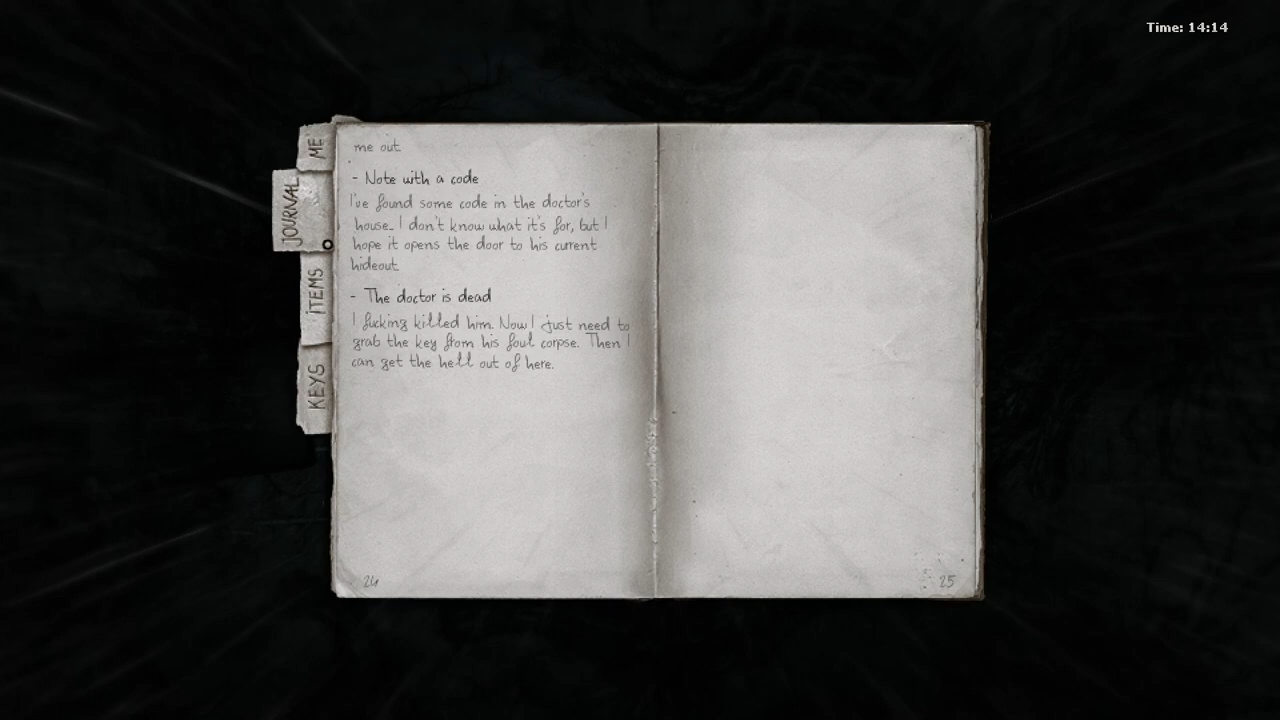 Time: 14:14
ME
JOURNAL
ITEMS
KEYS
me out.
- Note with a code
I've found some code in the doctor's
house. I don't know what it's for, but I
hope it opens the door to his current
hideout.
- The doctor is dead
I fucking killed him. Now I just need to
grab the key from his foul corpse. Then I
can get the hell out of here.
24
25